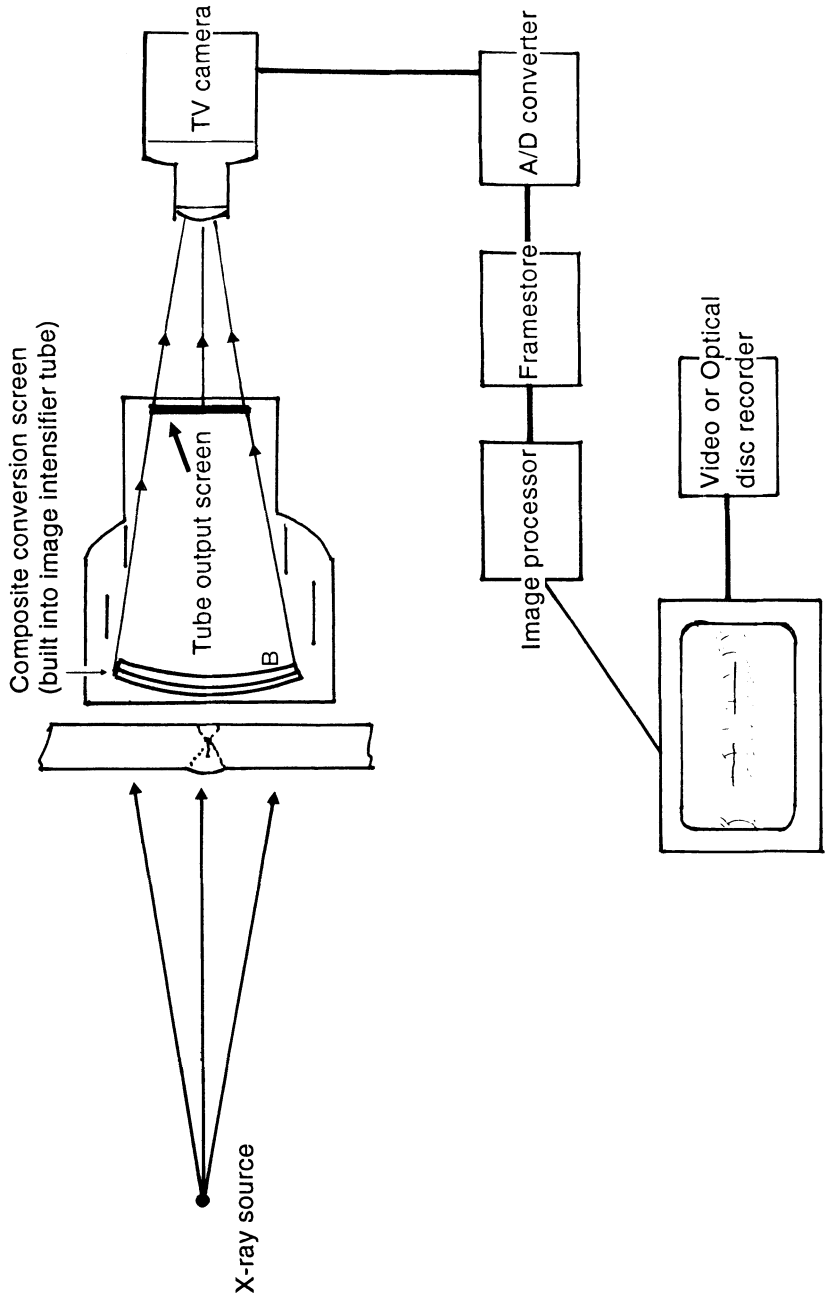 Composite conversion screen
(built into image intensifier tube)
TV camera
Tube output screen
B
X-ray source
A/D converter
Framestore
Image processor
Video or Optical
disc recorder